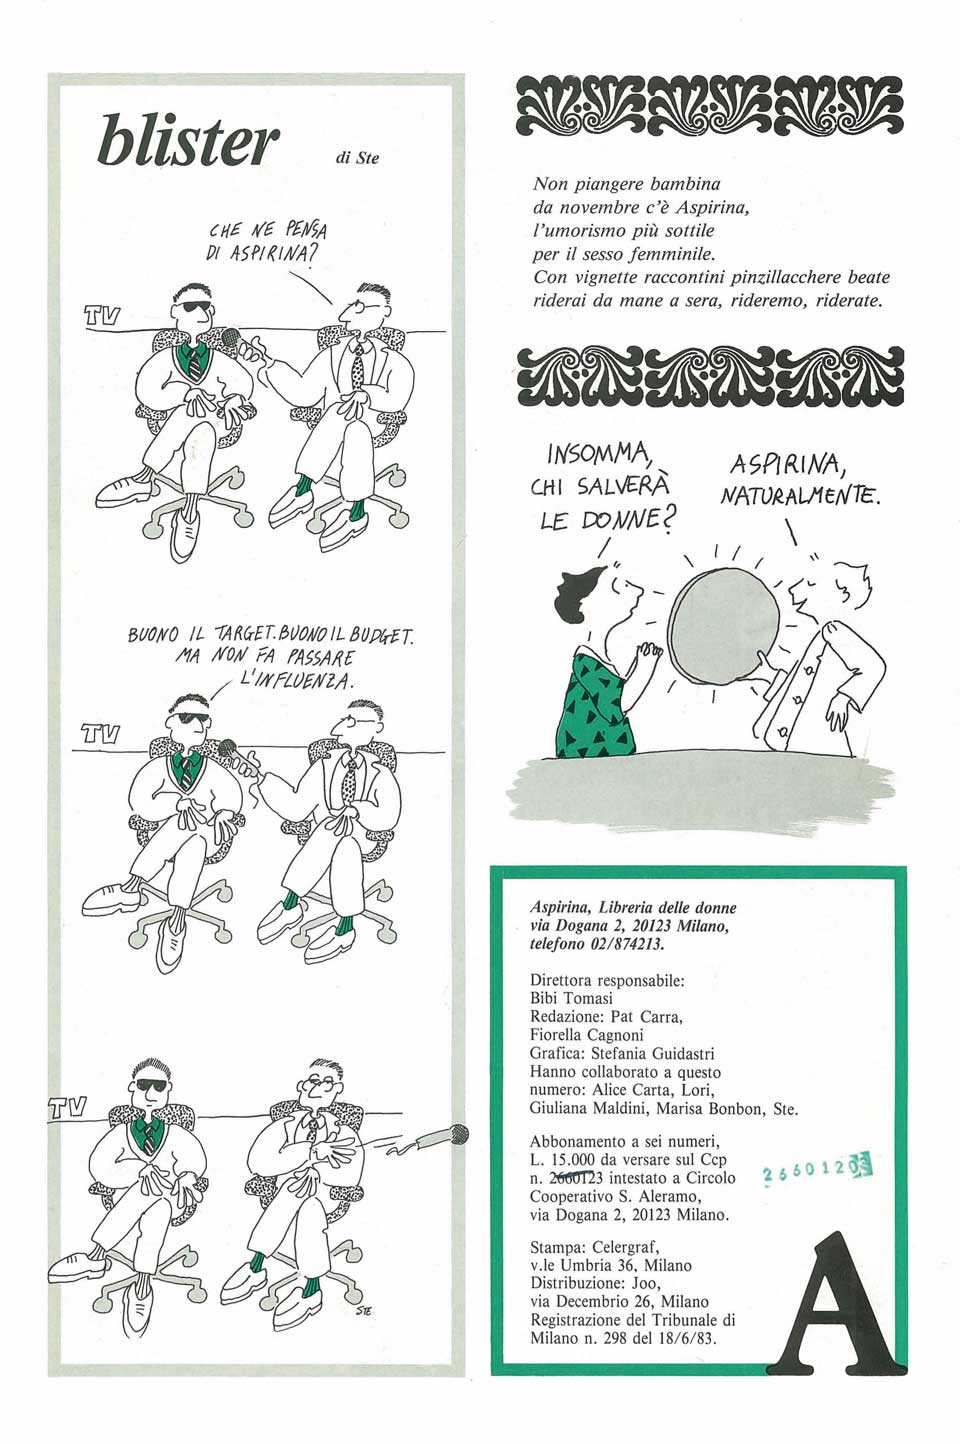 blister
di Ste
CHE NE PENSA
DI ASPIRINA?
TV
BUONO IL TARGET. BUONO IL BUDGET.
MA NON FA PASSARE
L'INFLUENZA.
TV
TV
STE
Non piangere bambina
da novembre c'è Aspirina,
l'umorismo più sottile
per il sesso femminile.
Con vignette raccontini pinzillacchere beate
riderai da mane a sera, rideremo, riderate.
INSOMMA,
CHI SALVERÀ
LE DONNE?
ASPIRINA,
NATURALMENTE.
Aspirina, Libreria delle donne
via Dogana 2, 20123 Milano,
telefono 02/874213.
Direttora responsabile:
Bibi Tomasi
Redazione: Pat Carra,
Fiorella Cagnoni
Grafica: Stefania Guidastri
Hanno collaborato a questo
numero: Alice Carta, Lori,
Giuliana Maldini, Marisa Bonbon, Ste.
Abbonamento a sei numeri,
L. 15.000 da versare sul Ccp
n. 2660123 intestato a Circolo
Cooperativo S. Aleramo,
via Dogana 2, 20123 Milano.
26601203
Stampa: Celergraf,
v.le Umbria 36, Milano
Distribuzione: Joo,
via Decembrio 26, Milano
Registrazione del Tribunale di
Milano n. 298 del 18/6/83.
A